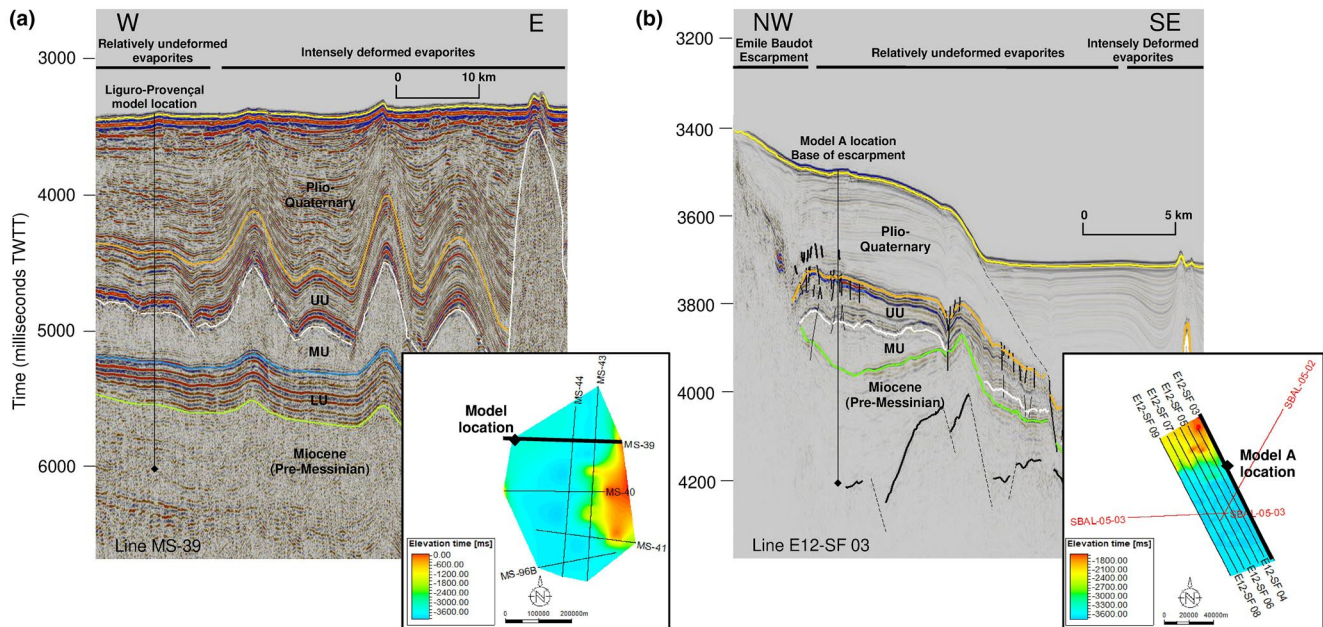 (a)
W
E
Relatively undeformed
evaporites
Intensely deformed evaporites
0 10 km
Liguro-Provençal
model location
3000
4000
5000
6000
Time (milliseconds TWTT)
Plio-
Quaternary
UU
MU
LU
Miocene
(Pre-Messinian)
Line MS-39
Model
location
MS-44
MS-43
MS-39
MS-40
MS-41
MS-96B
Elevation time [ms]
0.00
-600.00
-1200.00
-1800.00
-2400.00
-3000.00
-3600.00
N
0 100000 200000m
(b)
NW
SE
Emile Baudot
Escarpment
Relatively undeformed evaporites
Intensely Deformed
evaporites
3200
3400
3600
3800
4000
4200
Model A location
Base of escarpment
0 5 km
Plio-
Quaternary
UU
MU
Miocene
(Pre-Messinian)
Line E12-SF 03
E12-SF 03
E12-SF 05
E12-SF 07
E12-SF 09
SBAL-05-02
Model A
location
SBAL-05-03
SBAL-05-03
E12-SF 04
E12-SF 06
E12-SF 08
Elevation time [ms]
-1800.00
-2100.00
-2400.00
-2700.00
-3000.00
-3300.00
-3600.00
N
0 20000 40000m